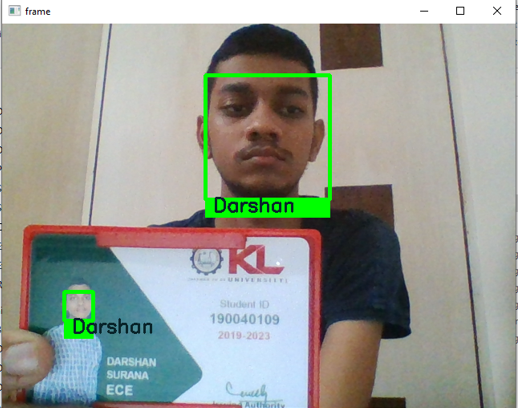 frame
Darshan
KL
UNIVERSITY
Student ID
190040109
2019-2023
Darshan
DARSHAN
SURANA
ECE
Issuing Authority